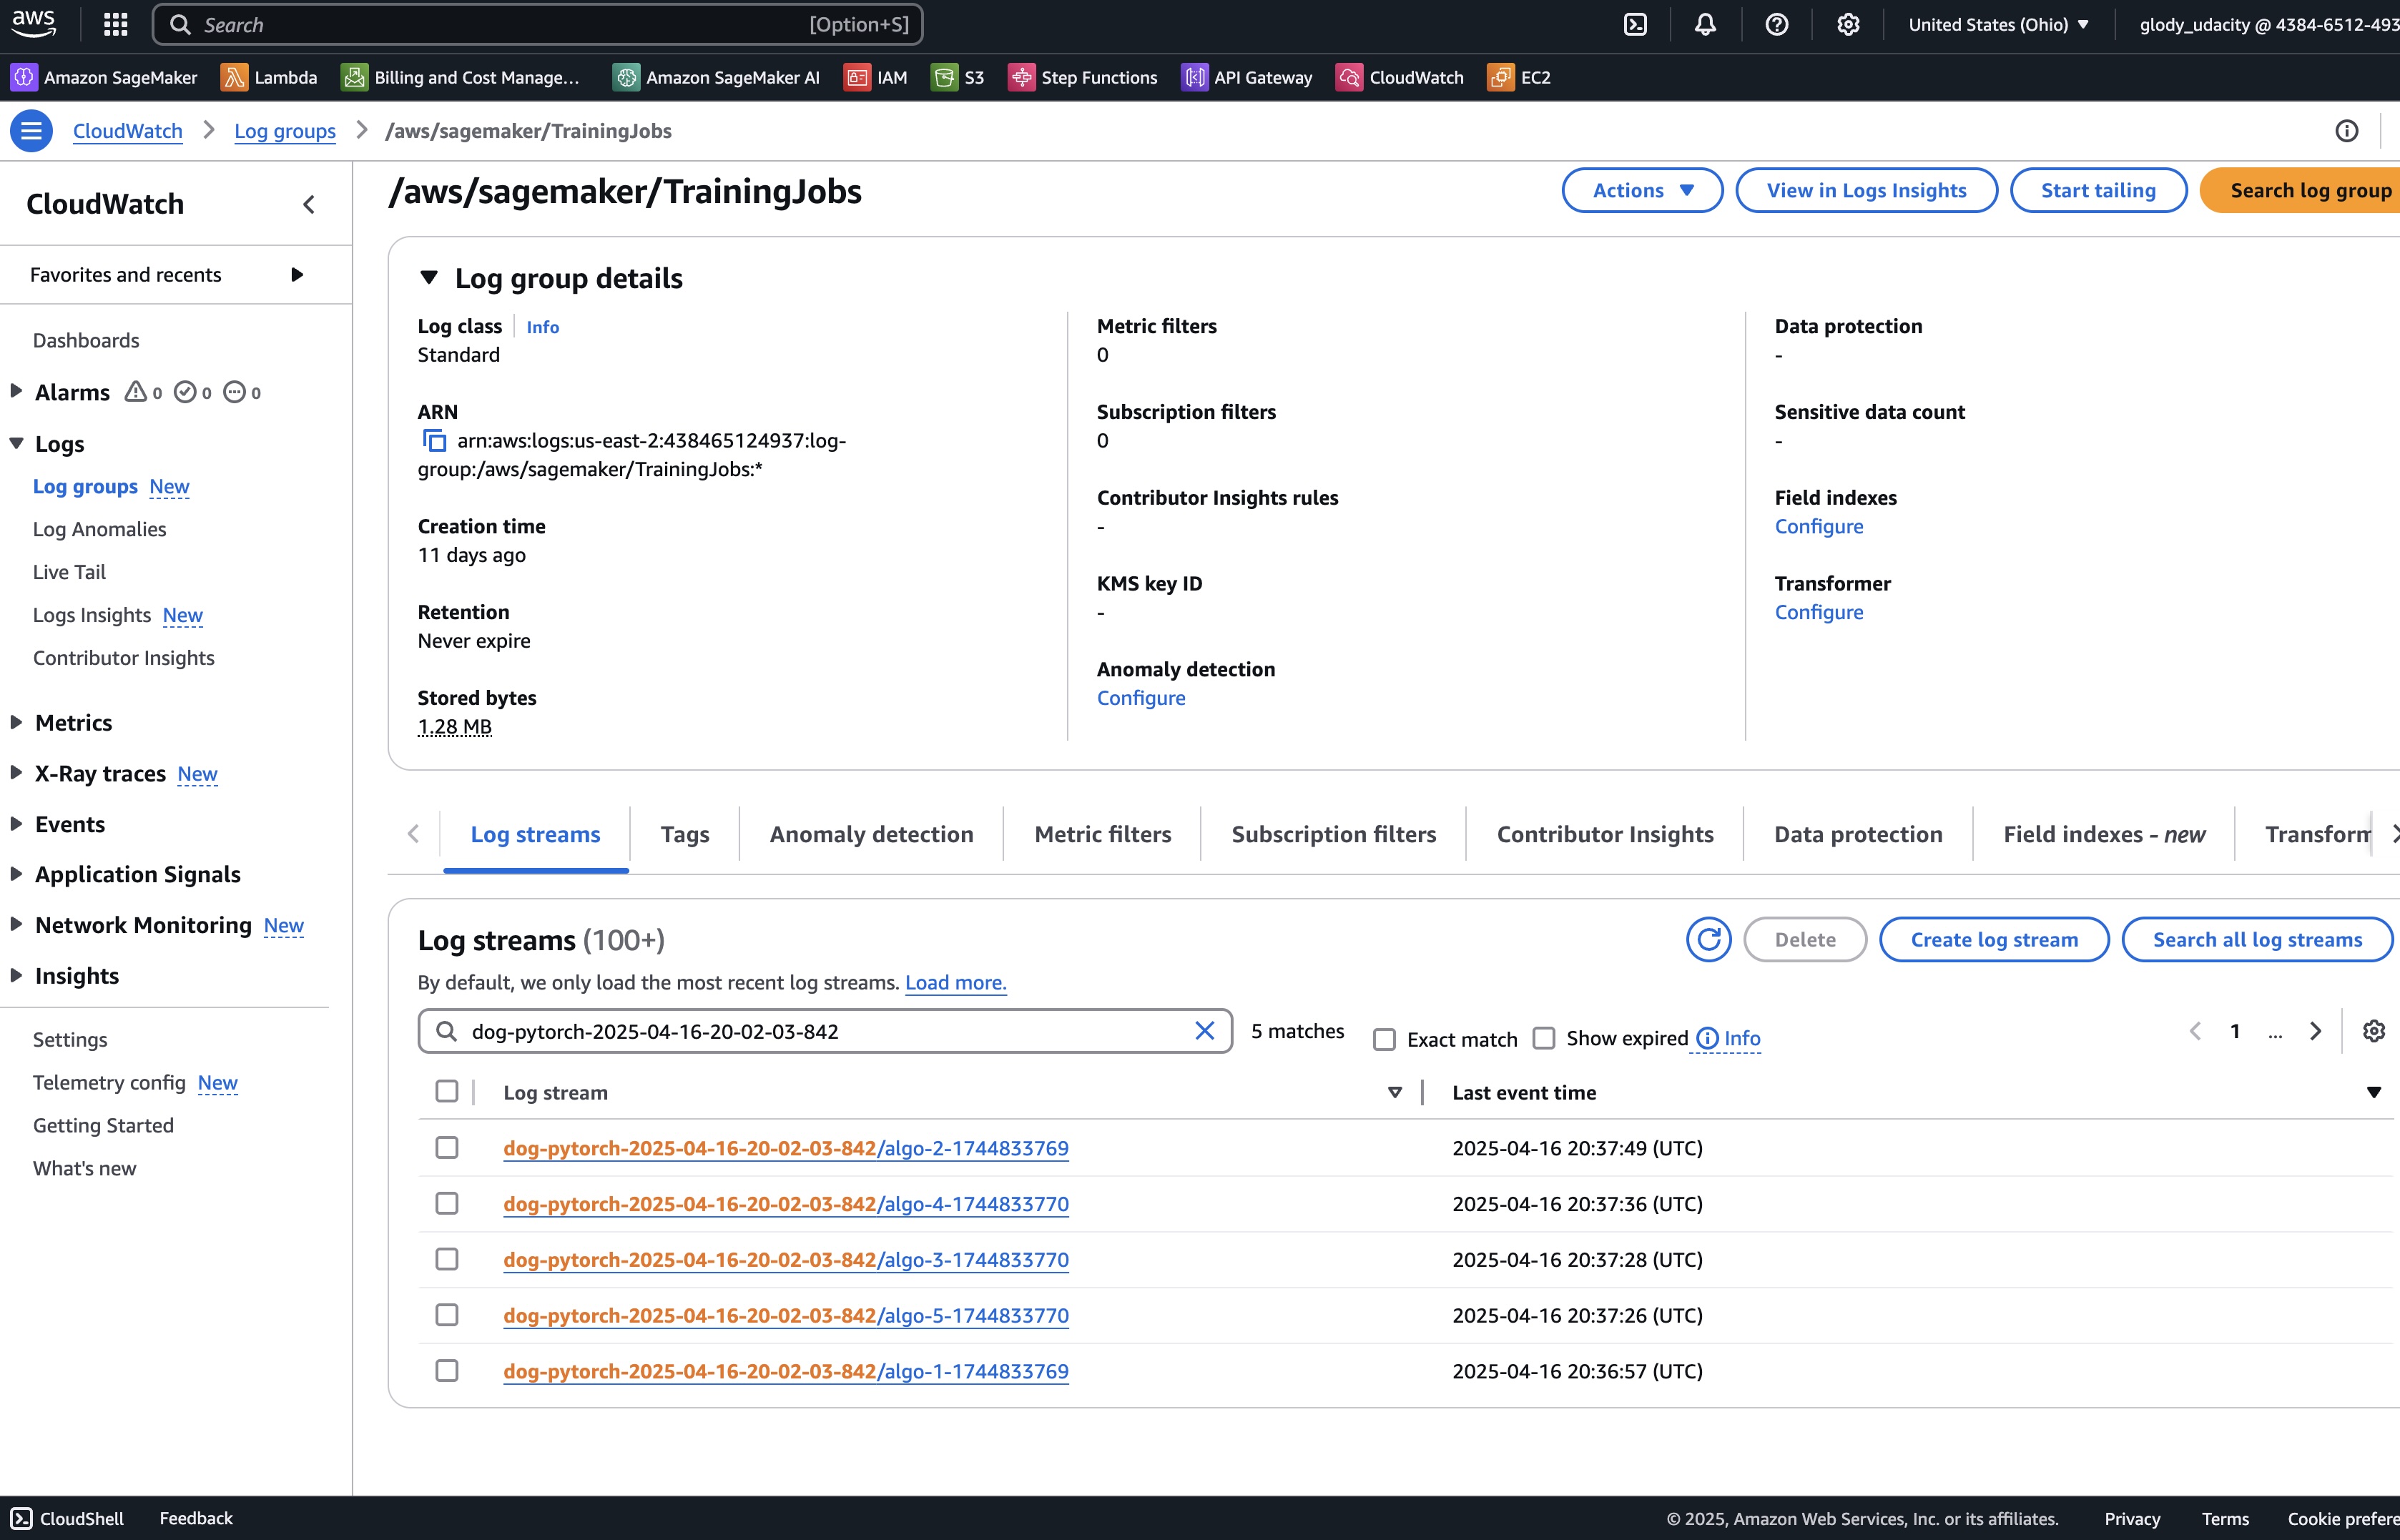 aws
Search [Option+S] United States (Ohio) glody_udacity @ 4384-6512-493
Amazon SageMaker Lambda Billing and Cost Manage... Amazon SageMaker AI IAM S3 Step Functions API Gateway CloudWatch EC2
CloudWatch Log groups /aws/sagemaker/TrainingJobs
CloudWatch
Favorites and recents
Dashboards
Alarms 0 0 0
Logs
Log groups New
Log Anomalies
Live Tail
Logs Insights New
Contributor Insights
Metrics
X-Ray traces New
Events
Application Signals
Network Monitoring New
Insights
Settings
Telemetry config New
Getting Started
What's new
/aws/sagemaker/TrainingJobs
Actions View in Logs Insights Start tailing Search log group
Log group details
Log class Info
Standard
ARN
arn:aws:logs:us-east-2:438465124937:log-
group:/aws/sagemaker/TrainingJobs:*
Creation time
11 days ago
Retention
Never expire
Stored bytes
1.28 MB
Metric filters
0
Subscription filters
0
Contributor Insights rules
-
KMS key ID
-
Anomaly detection
Configure
Data protection
-
Sensitive data count
-
Field indexes
Configure
Transformer
Configure
Log streams Tags Anomaly detection Metric filters Subscription filters Contributor Insights Data protection Field indexes - new Transform
Log streams (100+)
Delete Create log stream Search all log streams
By default, we only load the most recent log streams. Load more.
dog-pytorch-2025-04-16-20-02-03-842 5 matches Exact match Show expired Info 1 ...
Log stream Last event time
dog-pytorch-2025-04-16-20-02-03-842/algo-2-1744833769 2025-04-16 20:37:49 (UTC)
dog-pytorch-2025-04-16-20-02-03-842/algo-4-1744833770 2025-04-16 20:37:36 (UTC)
dog-pytorch-2025-04-16-20-02-03-842/algo-3-1744833770 2025-04-16 20:37:28 (UTC)
dog-pytorch-2025-04-16-20-02-03-842/algo-5-1744833770 2025-04-16 20:37:26 (UTC)
dog-pytorch-2025-04-16-20-02-03-842/algo-1-1744833769 2025-04-16 20:36:57 (UTC)
CloudShell Feedback © 2025, Amazon Web Services, Inc. or its affiliates. Privacy Terms Cookie prefere